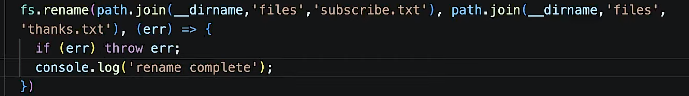 fs.rename(path.join(__dirname,'files','subscribe.txt'), path.join(__dirname,'files',
'thanks.txt'), (err) => {
if (err) throw err;
console.log('rename complete');
})